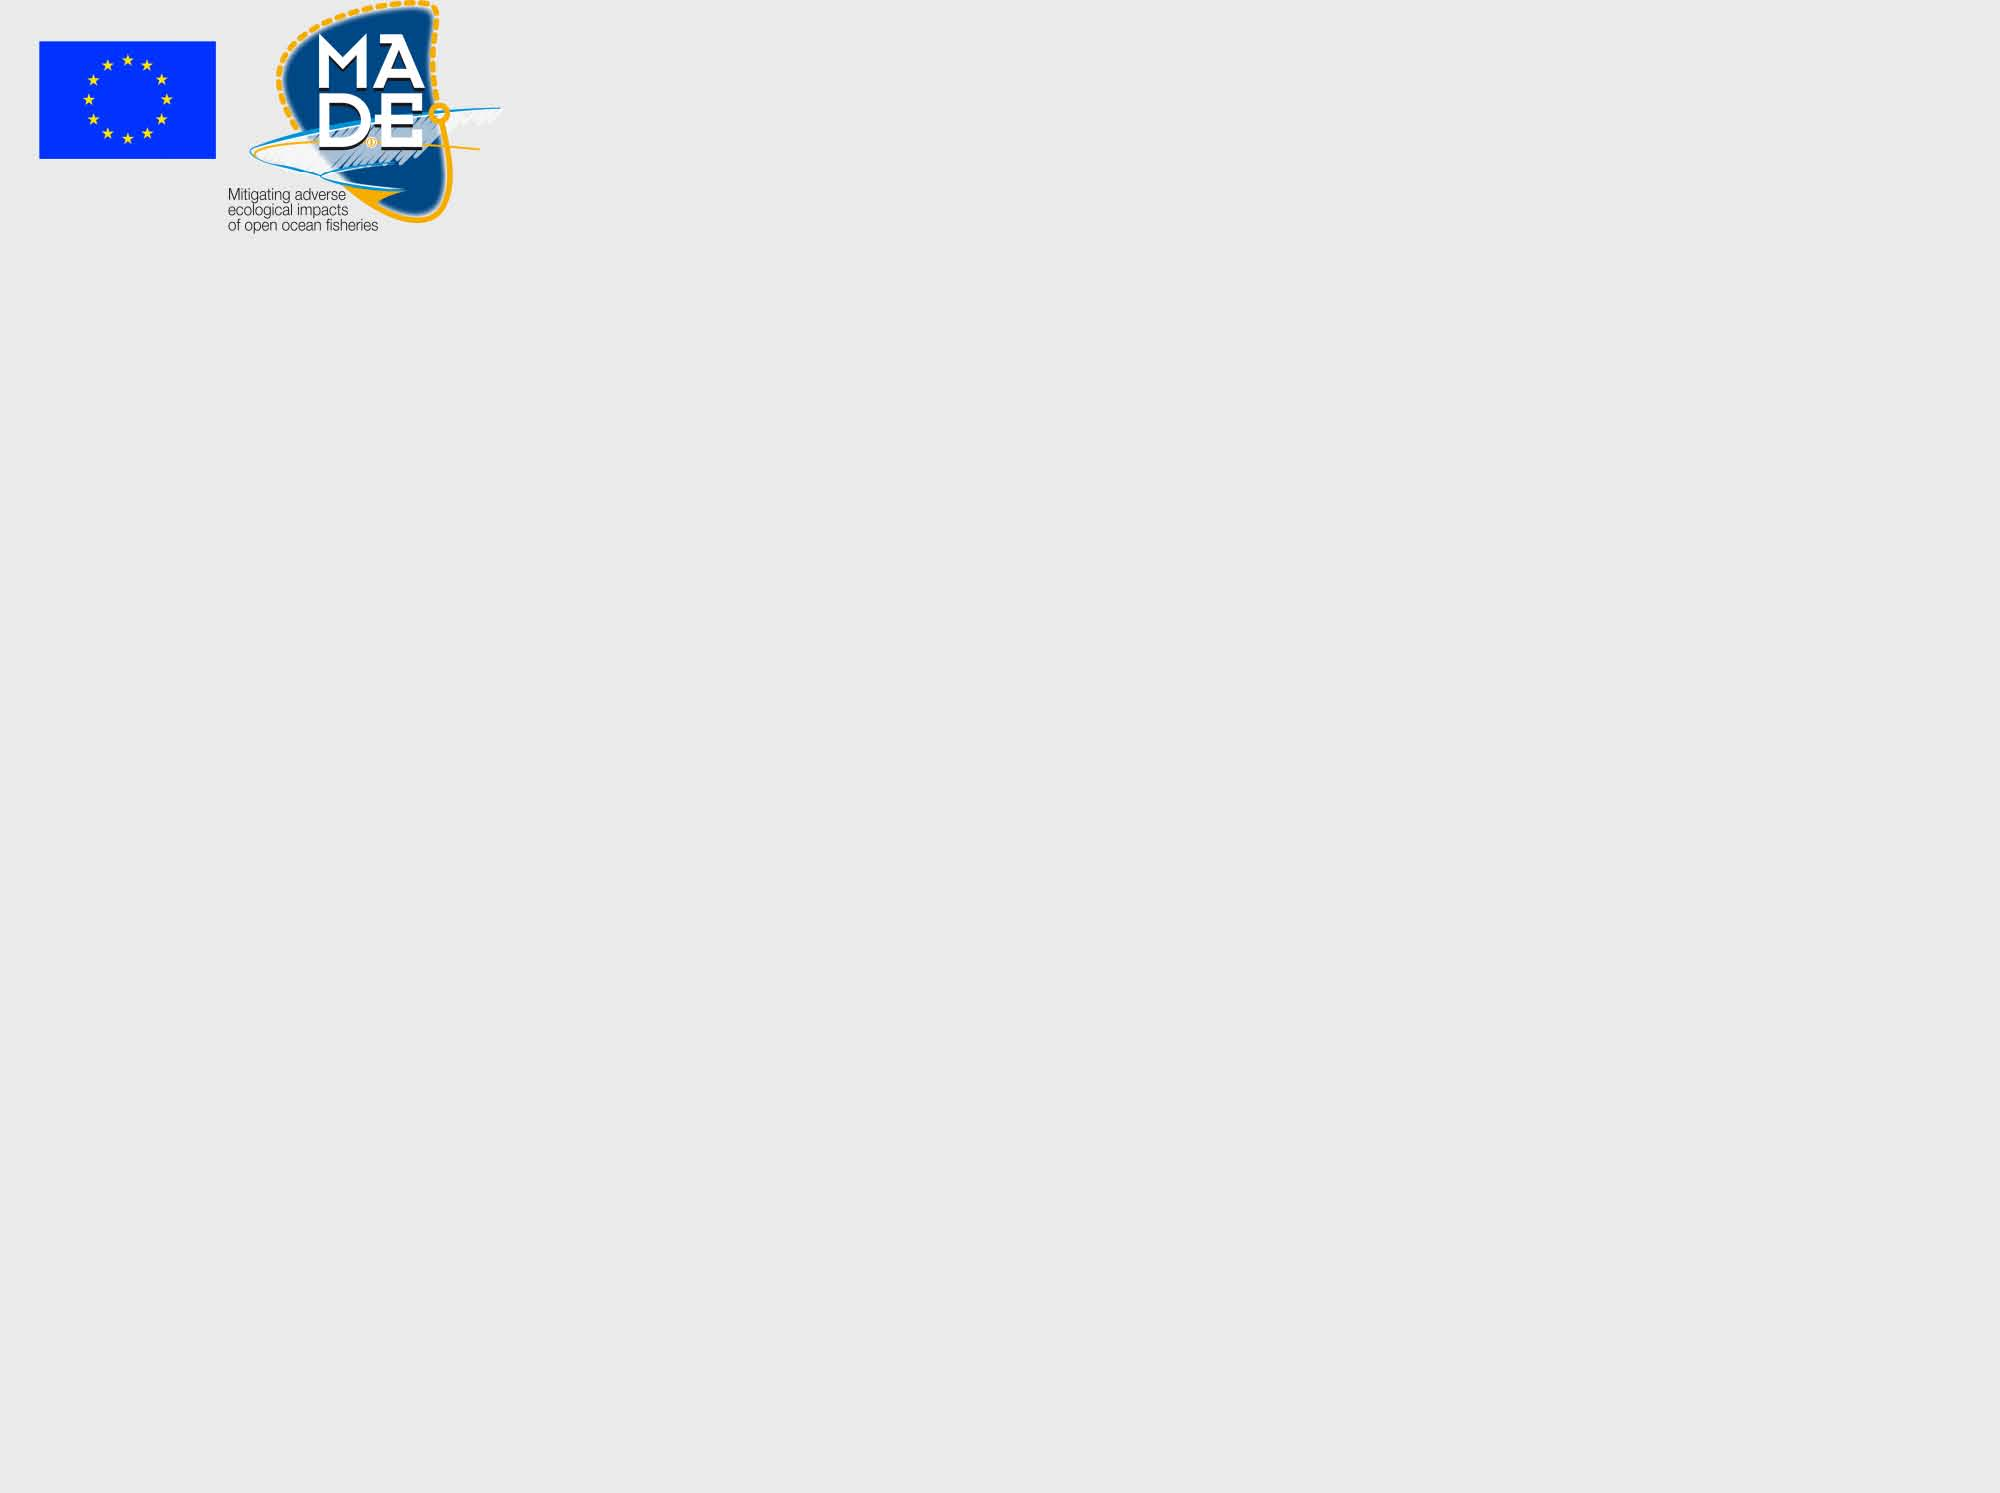 MA
DE
Mitigating adverse
ecological impacts
of open ocean fisheries